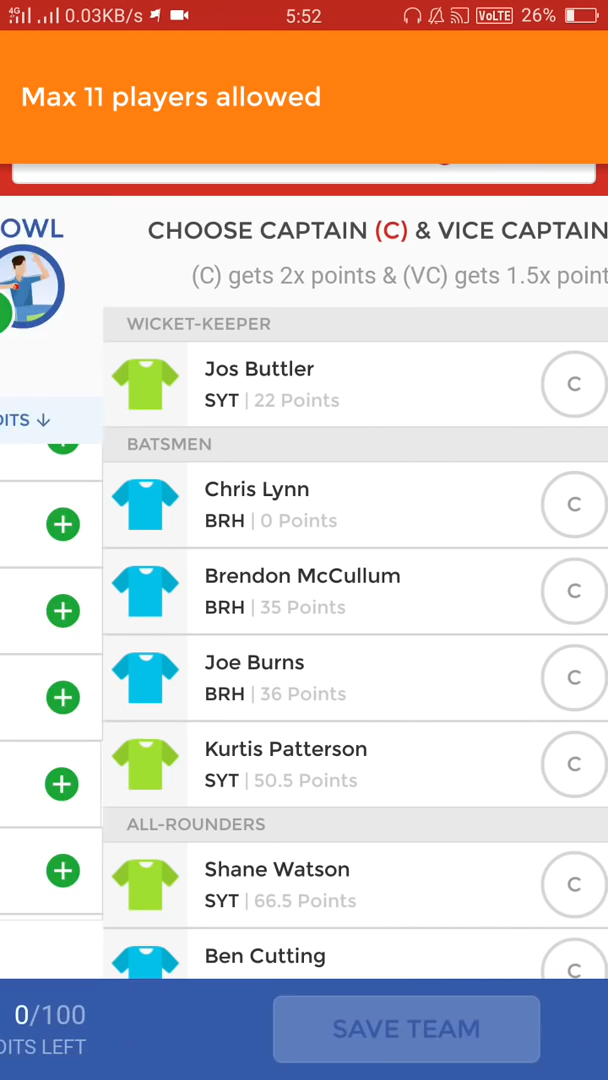 4G 0.03KB/s 5:52 VoLTE 26%
Max 11 players allowed
OWL
CHOOSE CAPTAIN (C) & VICE CAPTAIN
(C) gets 2x points & (VC) gets 1.5x point
WICKET-KEEPER
Jos Buttler
SYT | 22 Points
C
DITS ↓
BATSMEN
Chris Lynn
BRH | 0 Points
C
Brendon McCullum
BRH | 35 Points
C
Joe Burns
BRH | 36 Points
C
Kurtis Patterson
SYT | 50.5 Points
C
ALL-ROUNDERS
Shane Watson
SYT | 66.5 Points
C
Ben Cutting
C
0/100
DITS LEFT
SAVE TEAM